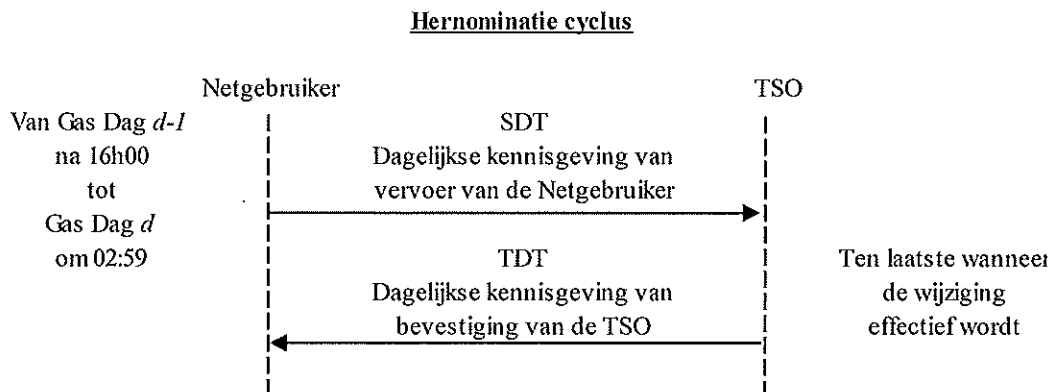 Hernominatie cyclus
Netgebruiker
TSO
Van Gas Dag d-1
na 16h00
tot
Gas Dag d
om 02:59
SDT
Dagelijkse kennisgeving van
vervoer van de Netgebruiker
TDT
Dagelijkse kennisgeving van
bevestiging van de TSO
Ten laatste wanneer
de wijziging
effectief wordt